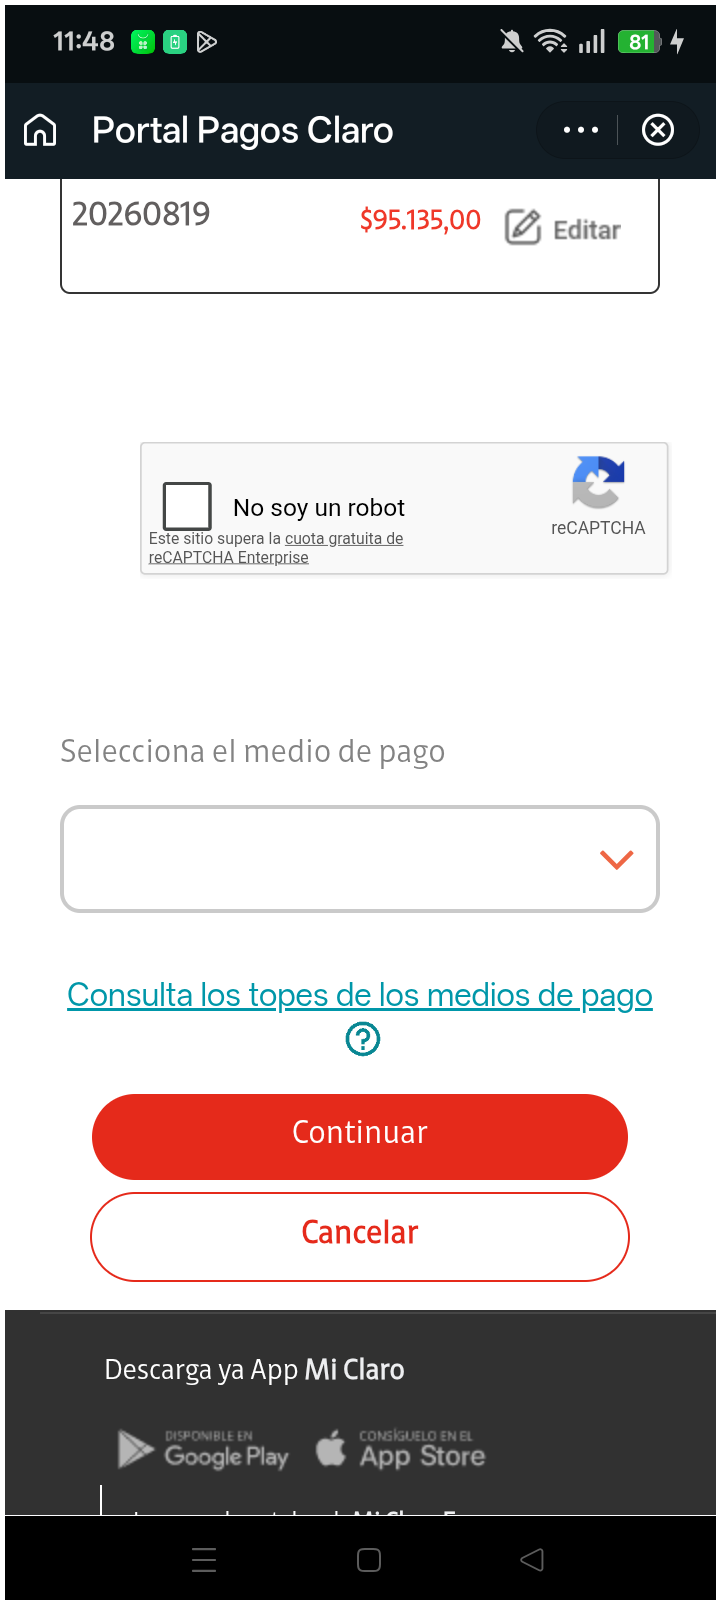 11:48
81
Portal Pagos Claro
20260819
$95.135,00
Editar
No soy un robot
Este sitio supera la cuota gratuita de
reCAPTCHA Enterprise
reCAPTCHA
Selecciona el medio de pago
Consulta los topes de los medios de pago
?
Continuar
Cancelar
Descarga ya App Mi Claro
DISPONIBLE EN
Google Play
CONSÍGUELO EN EL
App Store